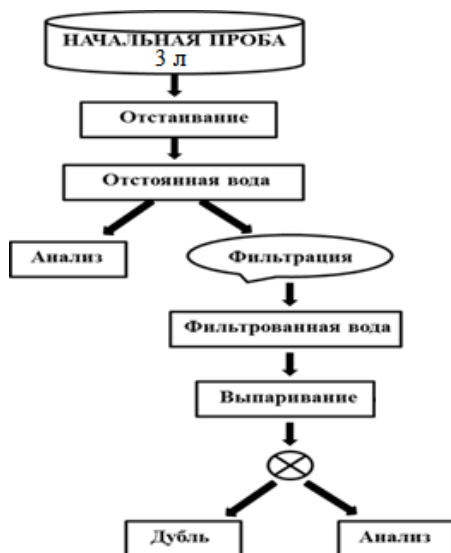 НАЧАЛЬНАЯ ПРОБА
3 л
Отстаивание
Отстоянная вода
Анализ
Фильтрация
Фильтрованная вода
Выпаривание
Дубль
Анализ